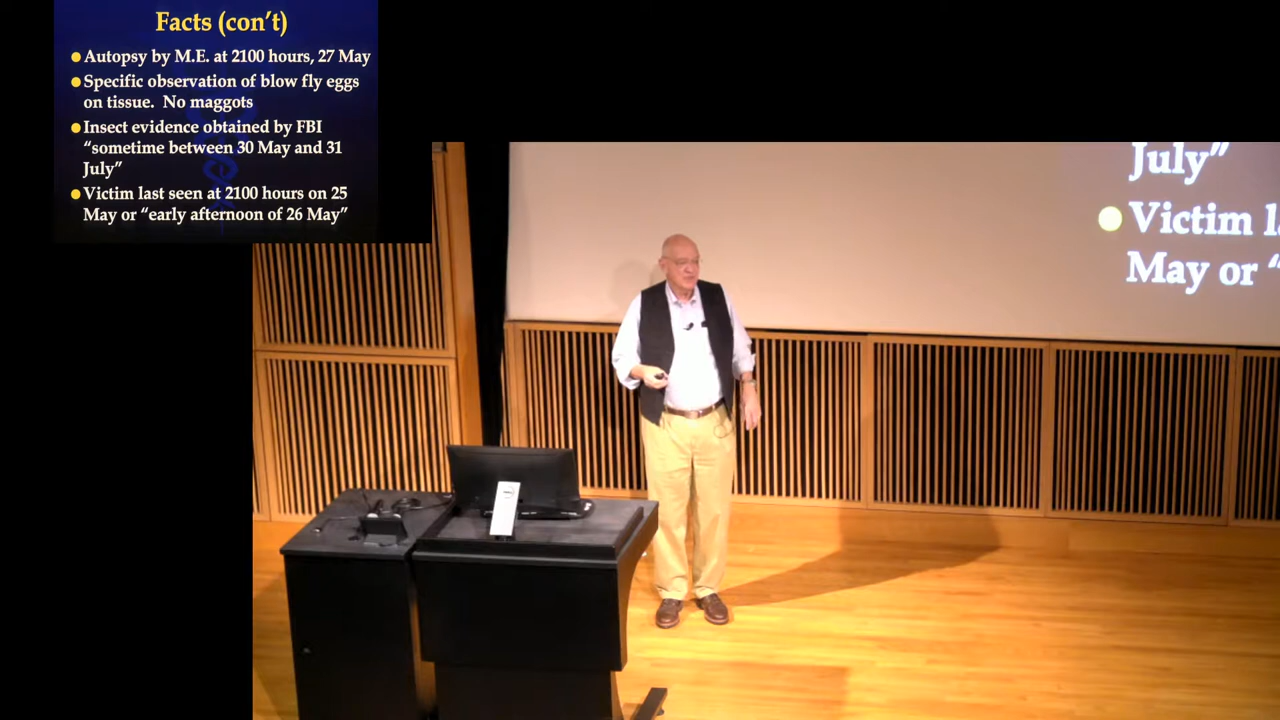 Facts (con’t)
Autopsy by M.E. at 2100 hours, 27 May
Specific observation of blow fly eggs
on tissue. No maggots
Insect evidence obtained by FBI
“sometime between 30 May and 31
July”
Victim last seen at 2100 hours on 25
May or “early afternoon of 26 May”
July”
Victim
May or “